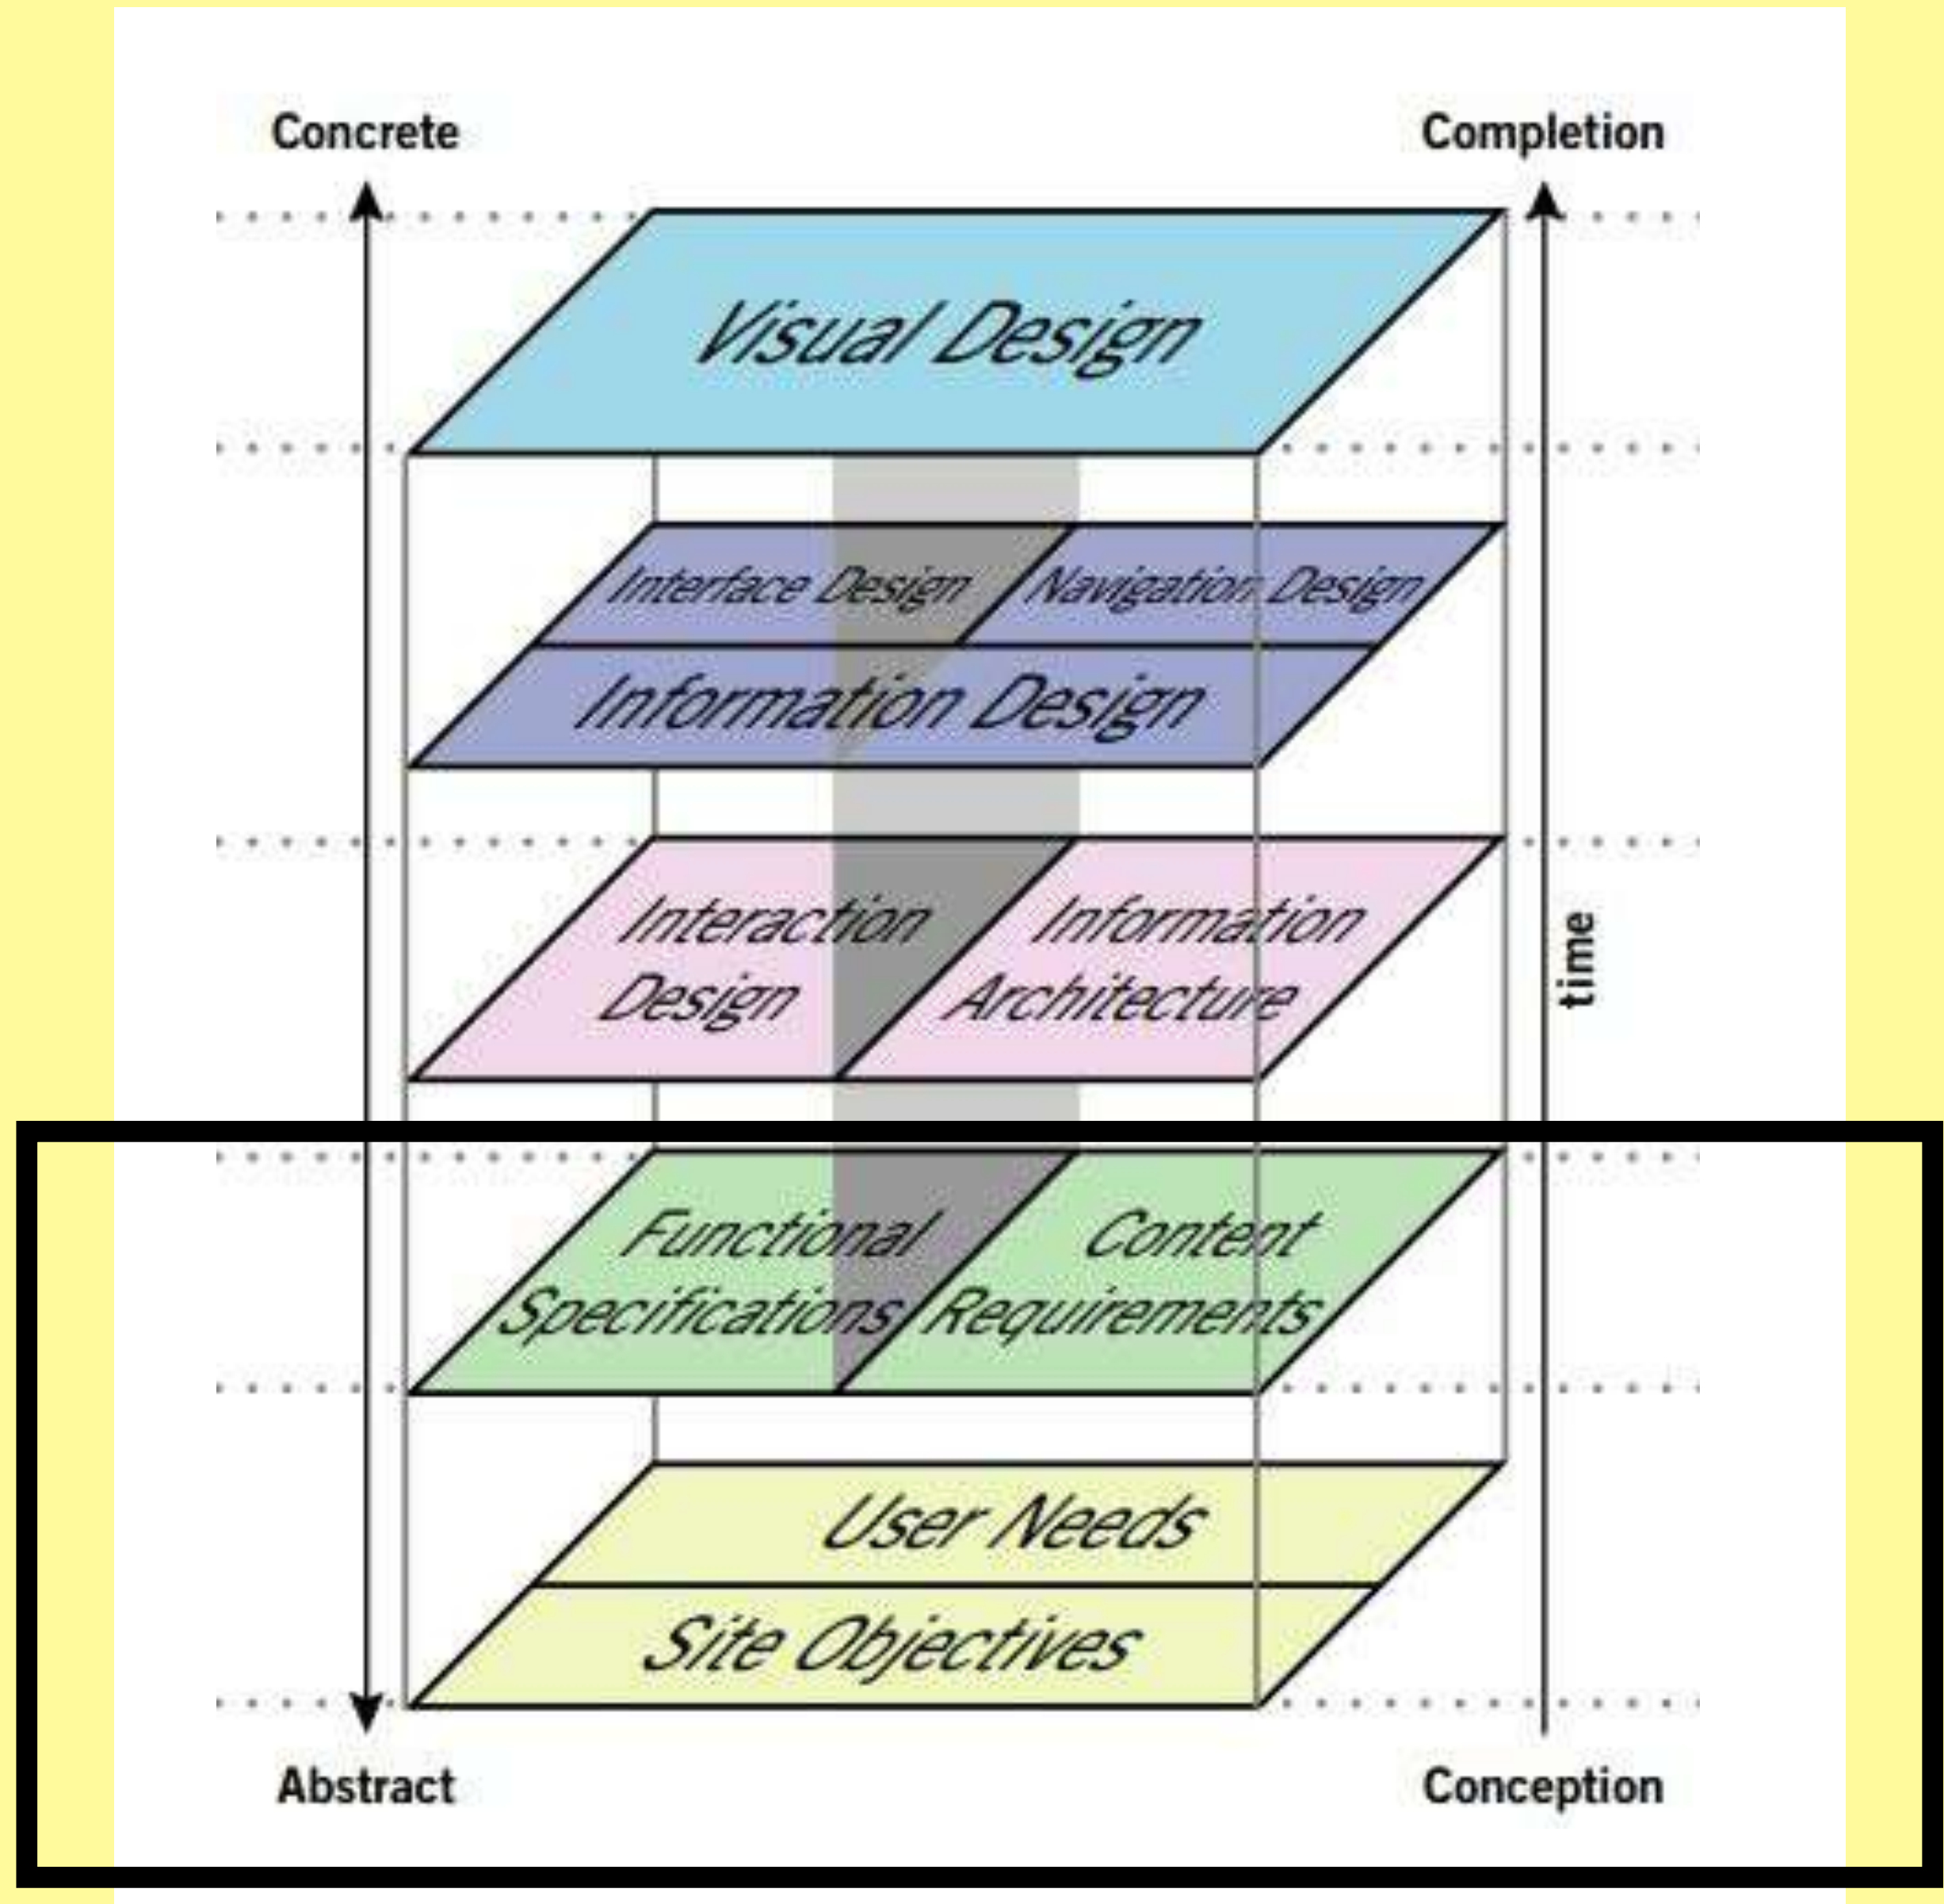 Concrete
Completion
Visual Design
Interface Design
Navigation Design
Information Design
Interaction
Design
Information
Architecture
time
Functional
Specifications
Content
Requirements
User Needs
Site Objectives
Abstract
Conception